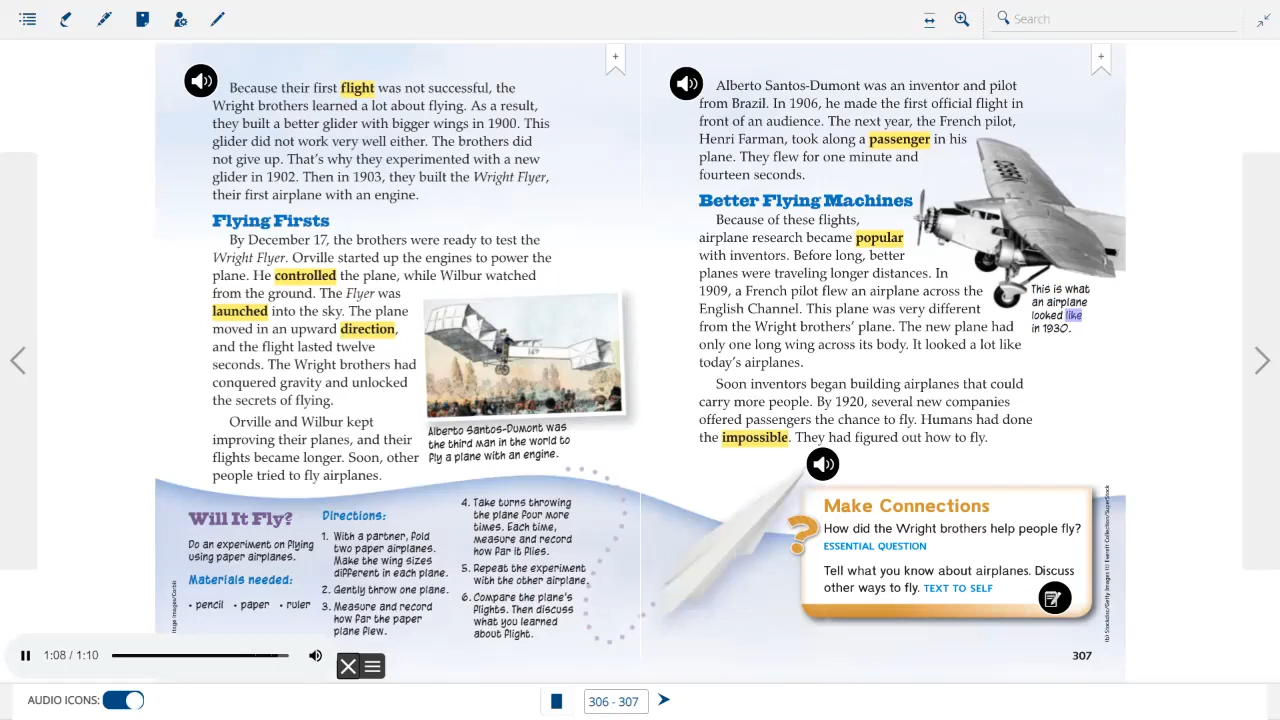 Search
Because their first flight was not successful, the
Wright brothers learned a lot about flying. As a result,
they built a better glider with bigger wings in 1900. This
glider did not work very well either. The brothers did
not give up. That's why they experimented with a new
glider in 1902. Then in 1903, they built the Wright Flyer,
their first airplane with an engine.
Flying Firsts
By December 17, the brothers were ready to test the
Wright Flyer. Orville started up the engines to power the
plane. He controlled the plane, while Wilbur watched
from the ground. The Flyer was
launched into the sky. The plane
moved in an upward direction,
and the flight lasted twelve
seconds. The Wright brothers had
conquered gravity and unlocked
the secrets of flying.
Orville and Wilbur kept
improving their planes, and their
flights became longer. Soon, other
people tried to fly airplanes.
Alberto Santos-Dumont was
the third man in the world to
fly a plane with an engine.
Will It Fly?
Do an experiment on flying
using paper airplanes.
Materials needed:
• pencil • paper • ruler
Directions:
1. With a partner, fold
two paper airplanes.
Make the wing sizes
different in each plane.
2. Gently throw one plane.
3. Measure and record
how far the paper
plane flew.
4. Take turns throwing
the plane four more
times. Each time,
measure and record
how far it flies.
5. Repeat the experiment
with the other airplane.
6. Compare the plane's
flights. Then discuss
what you learned
about flight.
Alberto Santos-Dumont was an inventor and pilot
from Brazil. In 1906, he made the first official flight in
front of an audience. The next year, the French pilot,
Henri Farman, took along a passenger in his
plane. They flew for one minute and
fourteen seconds.
Better Flying Machines
Because of these flights,
airplane research became popular
with inventors. Before long, better
planes were traveling longer distances. In
1909, a French pilot flew an airplane across the
English Channel. This plane was very different
from the Wright brothers' plane. The new plane had
only one long wing across its body. It looked a lot like
today's airplanes.
This is what
an airplane
looked like
in 1930.
Soon inventors began building airplanes that could
carry more people. By 1920, several new companies
offered passengers the chance to fly. Humans had done
the impossible. They had figured out how to fly.
Make Connections
How did the Wright brothers help people fly?
ESSENTIAL QUESTION
Tell what you know about airplanes. Discuss
other ways to fly. TEXT TO SELF
307
1:08 / 1:10
AUDIO ICONS:
306 - 307